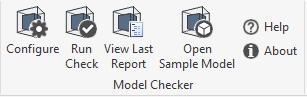 Configure
Run
Check
View Last
Report
Open
Sample Model
Help
About
Model Checker